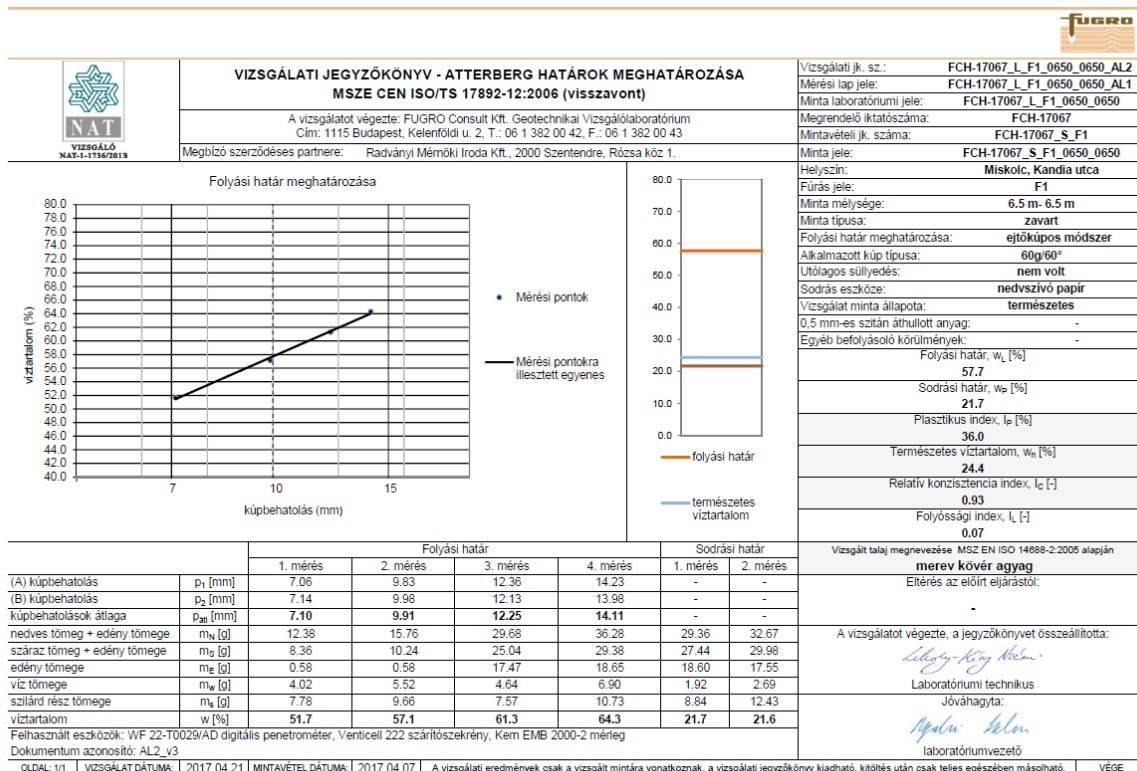 FUGRO
NAT
VIZSGÁLÓ
NAT-1-1736/2013
VIZSGÁLATI JEGYZŐKÖNYV - ATTERBERG HATÁROK MEGHATÁROZÁSA
MSZE CEN ISO/TS 17892-12:2006 (visszavont)
A vizsgálatot végezte: FUGRO Consult Kft. Geotechnikai Vizsgálólaboratórium
Cím: 1115 Budapest, Kelenföldi u. 2, T.: 06 1 382 00 42, F.: 06 1 382 00 43
Megbízó szerződéses partnere: Radványi Mérnöki Iroda Kft., 2000 Szentendre, Rózsa köz 1.
Vizsgálati jk. sz.: FCH-17067_L_F1_0650_0650_AL2
Mérési lap jele: FCH-17067_L_F1_0650_0650_AL1
Minta laboratóriumi jele: FCH-17067_L_F1_0650_0650
Megrendelő iktatószáma: FCH-17067
Mintavételi jk. száma: FCH-17067_S_F1
Minta jele: FCH-17067_S_F1_0650_0650
Helyszín: Miskolc, Kandia utca
Fúrás jele: F1
Minta mélysége: 6.5 m- 6.5 m
Minta típusa: zavart
Folyási határ meghatározása: ejtőkúpos módszer
Alkalmazott kúp típusa: 60g/60°
Utólagos süllyedés: nem volt
Sodrás eszköze: nedvszívó papír
Vizsgálat minta állapota: természetes
0,5 mm-es szitán áthullott anyag: -
Egyéb befolyásoló körülmények: -
Folyási határ, wL [%]
57.7
Sodrási határ, wP [%]
21.7
Plasztikus index, IP [%]
36.0
Természetes víztartalom, wn [%]
24.4
Relatív konzisztencia index, IC [-]
0.93
Folyóssági index, IL [-]
0.07
Vizsgált talaj megnevezése MSZ EN ISO 14688-2:2005 alapján
merev kövér agyag
Eltérés az előírt eljárástól:
-
A vizsgálatot végezte, a jegyzőkönyvet összeállította:
Laboratóriumi technikus
Jóváhagyta:
laboratóriumvezető
Folyási határ meghatározása
víztartalom (%)
80.0
78.0
76.0
74.0
72.0
70.0
68.0
66.0
64.0
62.0
60.0
58.0
56.0
54.0
52.0
50.0
48.0
46.0
44.0
42.0
40.0
7 10 15
kúpbehatolás (mm)
Mérési pontok
Mérési pontokra
illesztett egyenes
80.0
70.0
60.0
50.0
40.0
30.0
20.0
10.0
0.0
folyási határ
természetes
víztartalom
Folyási határ Sodrási határ
1. mérés 2. mérés 3. mérés 4. mérés 1. mérés 2. mérés
(A) kúpbehatolás p1 [mm] 7.06 9.83 12.36 14.23 - -
(B) kúpbehatolás p2 [mm] 7.14 9.98 12.13 13.98 - -
kúpbehatolások átlaga pátl [mm] 7.10 9.91 12.25 14.11
nedves tömeg + edény tömege mN [g] 12.38 15.76 29.68 36.28 29.36 32.67
száraz tömeg + edény tömege mS [g] 8.36 10.24 25.04 29.38 27.44 29.98
edény tömege mE [g] 0.58 0.58 17.47 18.65 18.60 17.55
víz tömege mw [g] 4.02 5.52 4.64 6.90 1.92 2.69
szilárd rész tömege ms [g] 7.78 9.66 7.57 10.73 8.84 12.43
víztartalom w [%] 51.7 57.1 61.3 64.3 21.7 21.6
Felhasznált eszközök: WF 22-T0029/AD digitális penetrométer, Venticell 222 szárítószekrény, Kern EMB 2000-2 mérleg
Dokumentum azonosító: AL2_v3
OLDAL: 1/1 VIZSGÁLAT DÁTUMA: 2017.04.21 MINTAVÉTEL DÁTUMA: 2017.04.07 A vizsgálati eredmények csak a vizsgált mintára vonatkoznak, a vizsgálati jegyzőkönyv kiadható, kitöltés után csak teljes egészében másolható. VÉGE